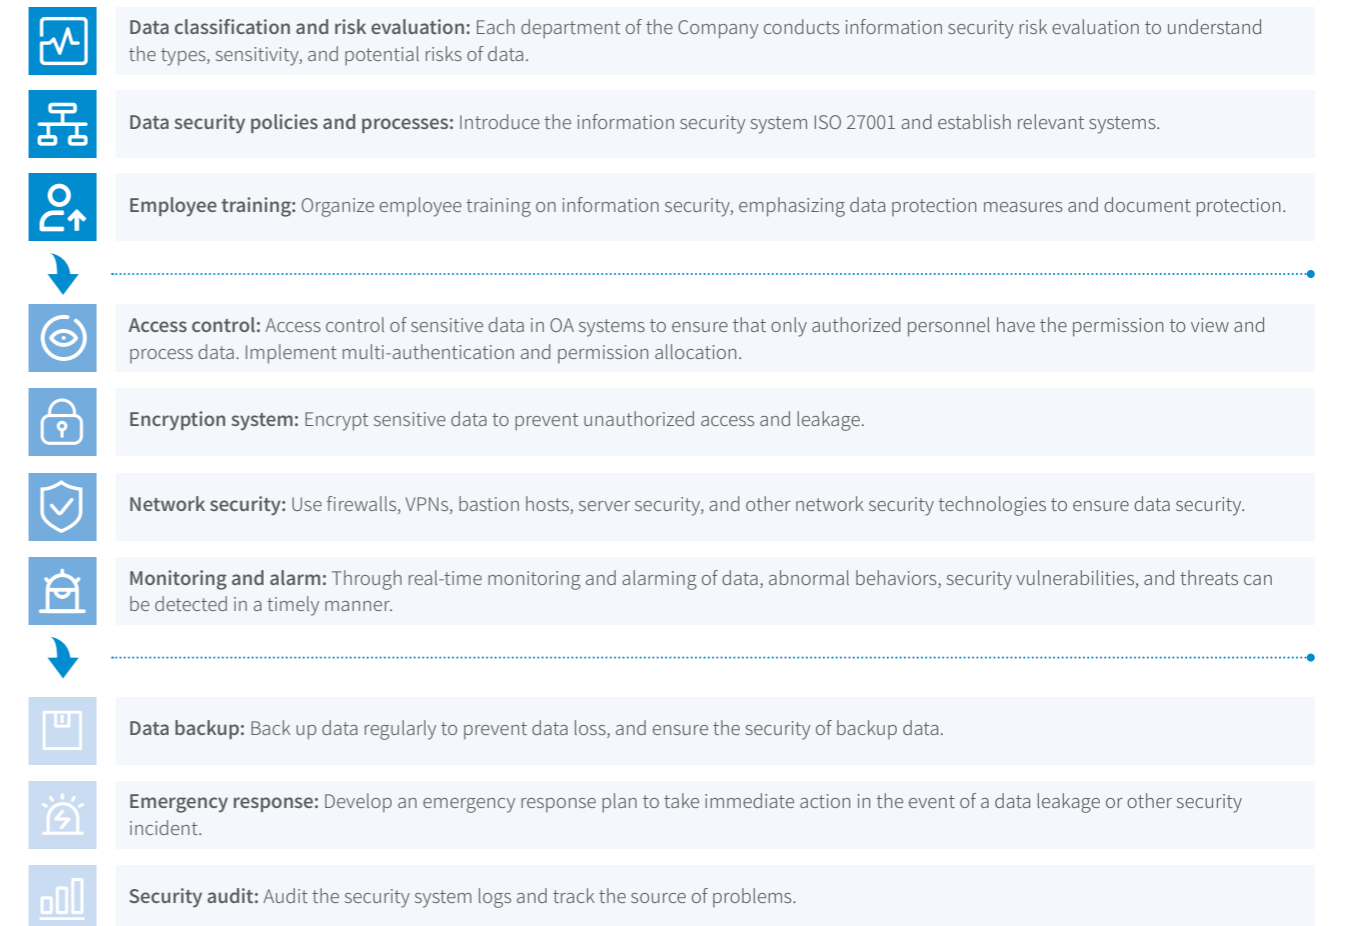 Data classification and risk evaluation: Each department of the Company conducts information security risk evaluation to understand
the types, sensitivity, and potential risks of data.
Data security policies and processes: Introduce the information security system ISO 27001 and establish relevant systems.
Employee training: Organize employee training on information security, emphasizing data protection measures and document protection.
Access control: Access control of sensitive data in OA systems to ensure that only authorized personnel have the permission to view and
process data. Implement multi-authentication and permission allocation.
Encryption system: Encrypt sensitive data to prevent unauthorized access and leakage.
Network security: Use firewalls, VPNs, bastion hosts, server security, and other network security technologies to ensure data security.
Monitoring and alarm: Through real-time monitoring and alarming of data, abnormal behaviors, security vulnerabilities, and threats can
be detected in a timely manner.
Data backup: Back up data regularly to prevent data loss, and ensure the security of backup data.
Emergency response: Develop an emergency response plan to take immediate action in the event of a data leakage or other security
incident.
Security audit: Audit the security system logs and track the source of problems.